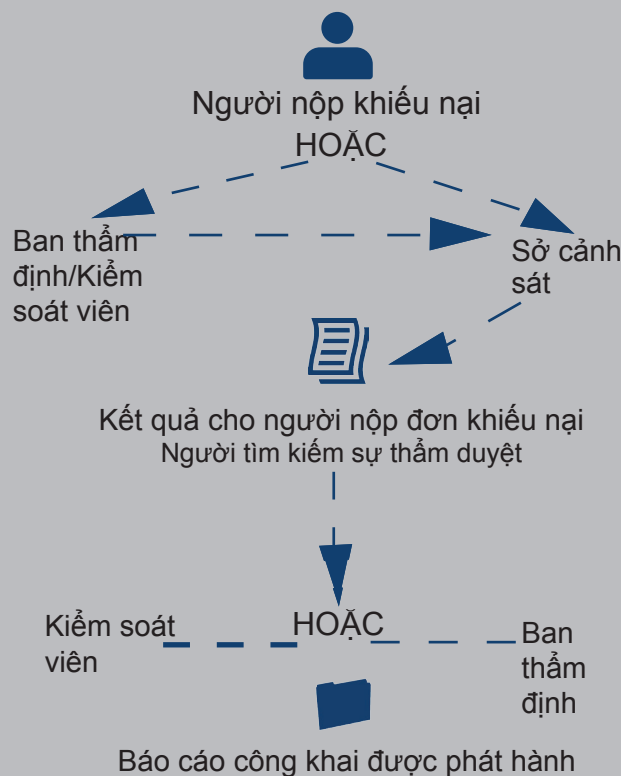 Người nộp khiếu nại
HOẶC
Ban thẩm
định/Kiểm
soát viên
Sở cảnh
sát
Kết quả cho người nộp đơn khiếu nại
Người tìm kiếm sự thẩm duyệt
Kiểm soát
viên
HOẶC
Ban
thẩm
định
Báo cáo công khai được phát hành